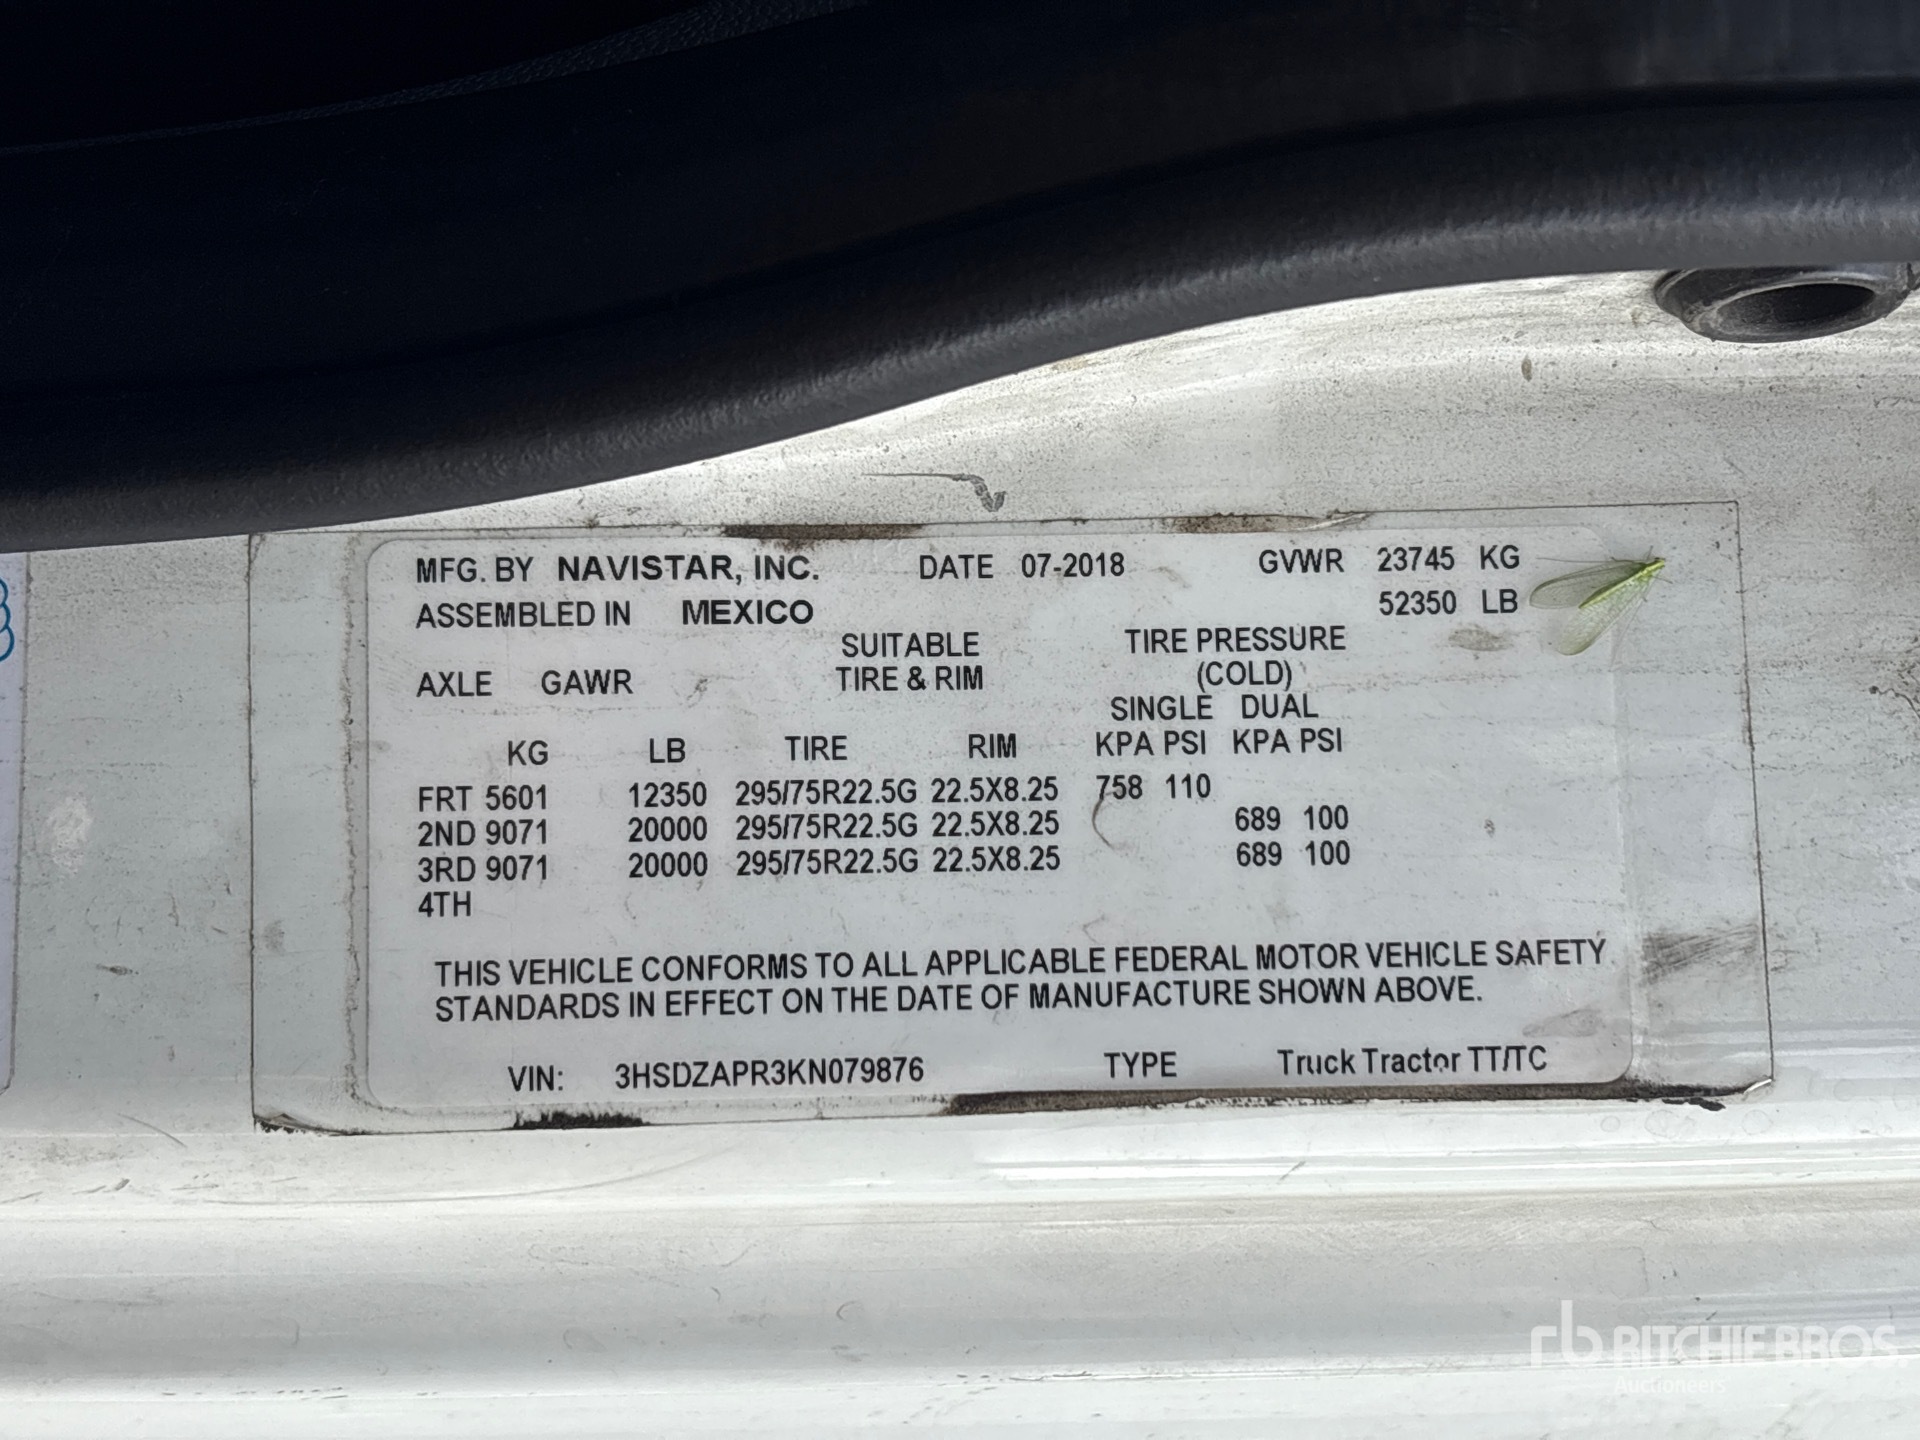 MFG. BY NAVISTAR, INC. DATE 07-2018 GVWR 23745 KG
ASSEMBLED IN MEXICO 52350 LB
SUITABLE TIRE PRESSURE
AXLE GAWR TIRE & RIM (COLD)
SINGLE DUAL
KG LB TIRE RIM KPA PSI KPA PSI
FRT 5601 12350 295/75R22.5G 22.5X8.25 758 110
2ND 9071 20000 295/75R22.5G 22.5X8.25 689 100
3RD 9071 20000 295/75R22.5G 22.5X8.25 689 100
4TH
THIS VEHICLE CONFORMS TO ALL APPLICABLE FEDERAL MOTOR VEHICLE SAFETY
STANDARDS IN EFFECT ON THE DATE OF MANUFACTURE SHOWN ABOVE.
VIN: 3HSDZAPR3KN079876 TYPE Truck Tractor TT/TC
rb RITCHIE BROS.
Auctioneers